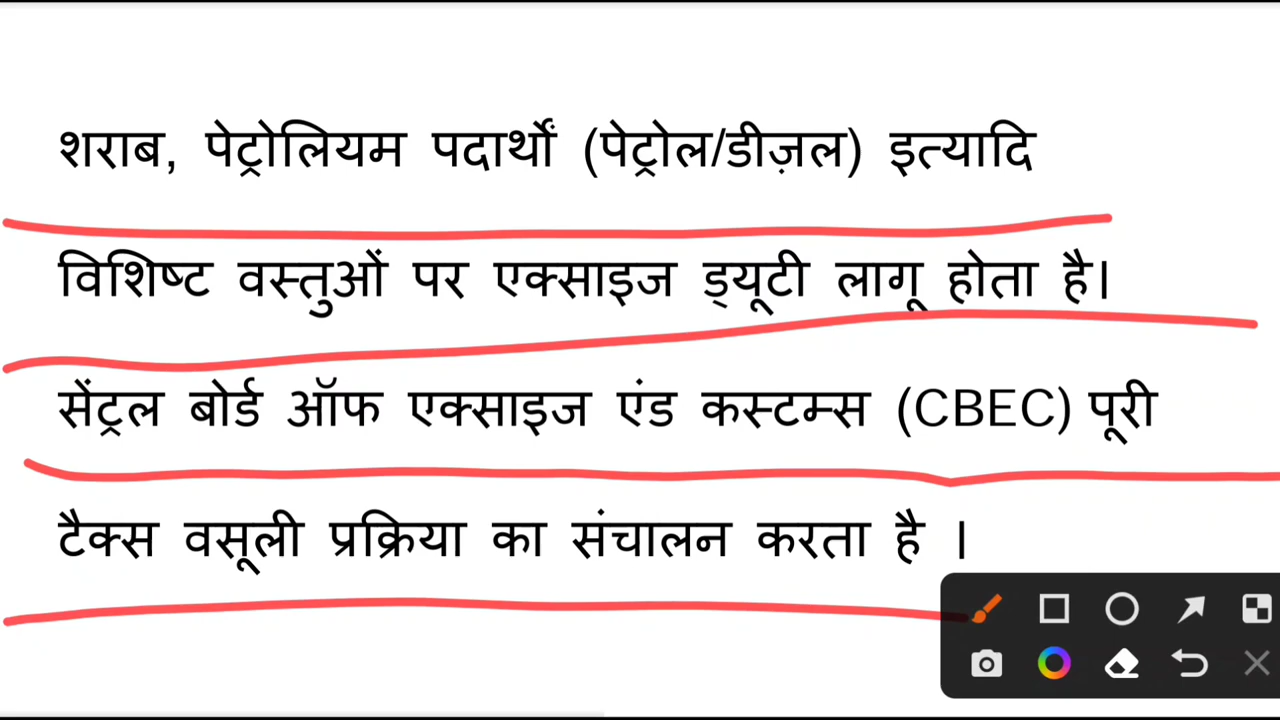 शराब, पेट्रोलियम पदार्थों (पेट्रोल/डीज़ल) इत्यादि
विशिष्ट वस्तुओं पर एक्साइज ड्यूटी लागू होता है।
सेंट्रल बोर्ड ऑफ एक्साइज एंड कस्टम्स (CBEC) पूरी
टैक्स वसूली प्रक्रिया का संचालन करता है ।